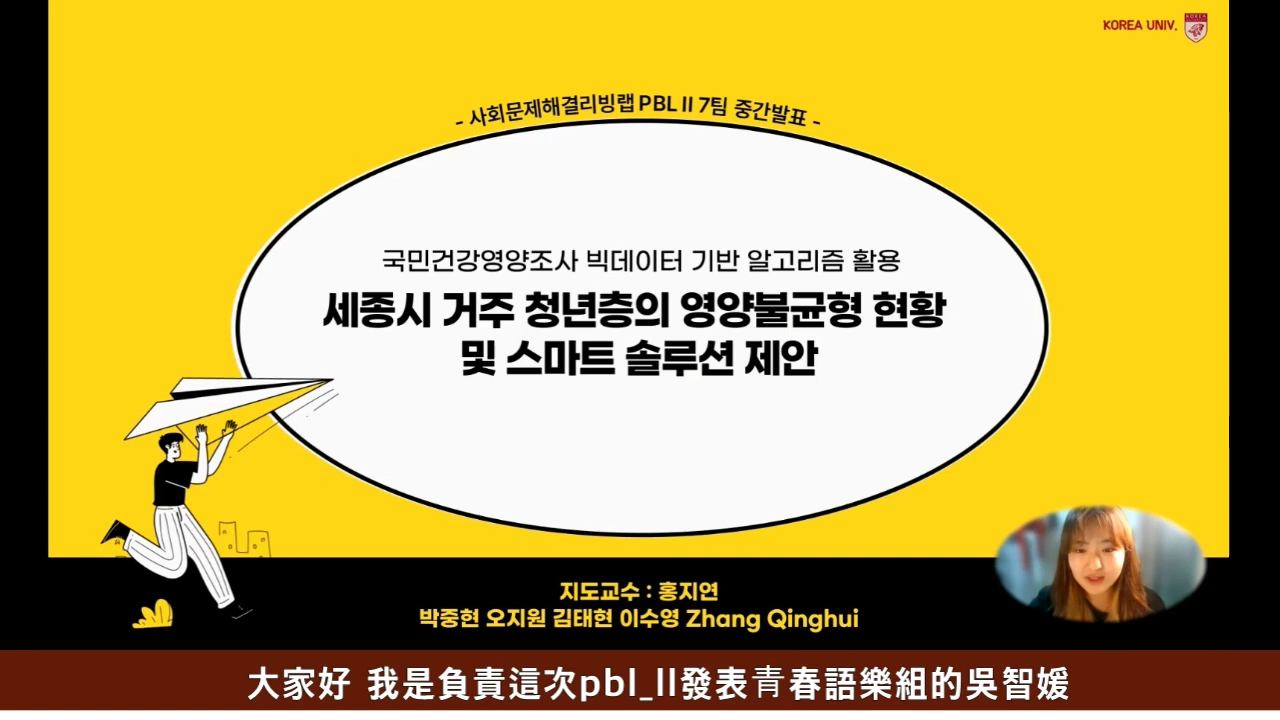 KOREA UNIV.
- 사회문제해결리빙랩 PBL II 7팀 중간발표 -
국민건강영양조사 빅데이터 기반 알고리즘 활용
세종시 거주 청년층의 영양불균형 현황
및 스마트 솔루션 제안
지도교수 : 홍지연
박중현 오지원 김태현 이수영 Zhang Qinghui
大家好 我是負責這次pbl_II發表青春語樂組的吳智媛